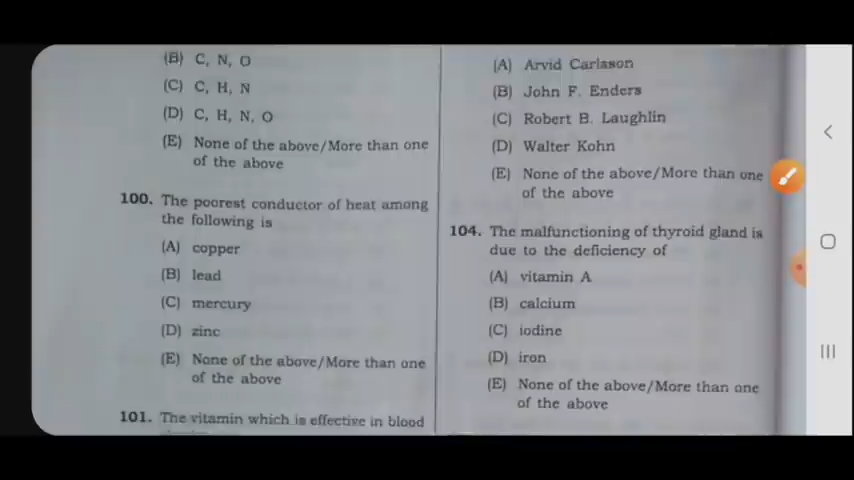 (B) C, N, O
(C) C, H, N
(D) C, H, N, O
(E) None of the above/More than one
of the above
100. The poorest conductor of heat among
the following is
(A) copper
(B) lead
(C) mercury
(D) zinc
(E) None of the above/More than one
of the above
101. The vitamin which is effective in blood
(A) Arvid Carlsson
(B) John F. Enders
(C) Robert B. Laughlin
(D) Walter Kohn
(E) None of the above/More than one
of the above
104. The malfunctioning of thyroid gland is
due to the deficiency of
(A) vitamin A
(B) calcium
(C) iodine
(D) iron
(E) None of the above/More than one
of the above